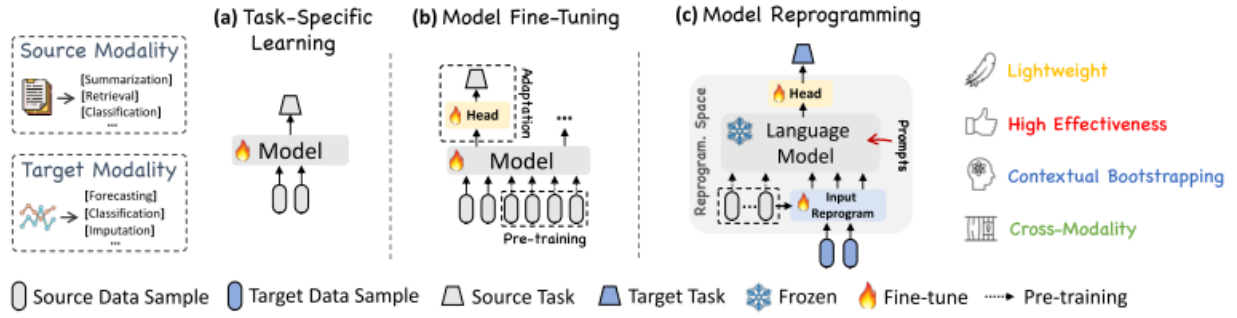 (a) Task-Specific
Learning
(b) Model Fine-Tuning
(c) Model Reprogramming
Source Modality
[Summarization]
[Retrieval]
[Classification]
...
Target Modality
[Forecasting]
[Classification]
[Imputation]
...
Model
Head
Adaptation
...
Model
Pre-training
Reprogram. Space
Head
Language
Model
Prompts
...
Input
Reprogram
Lightweight
High Effectiveness
Contextual Bootstrapping
Cross-Modality
Source Data Sample
Target Data Sample
Source Task
Target Task
Frozen
Fine-tune
Pre-training